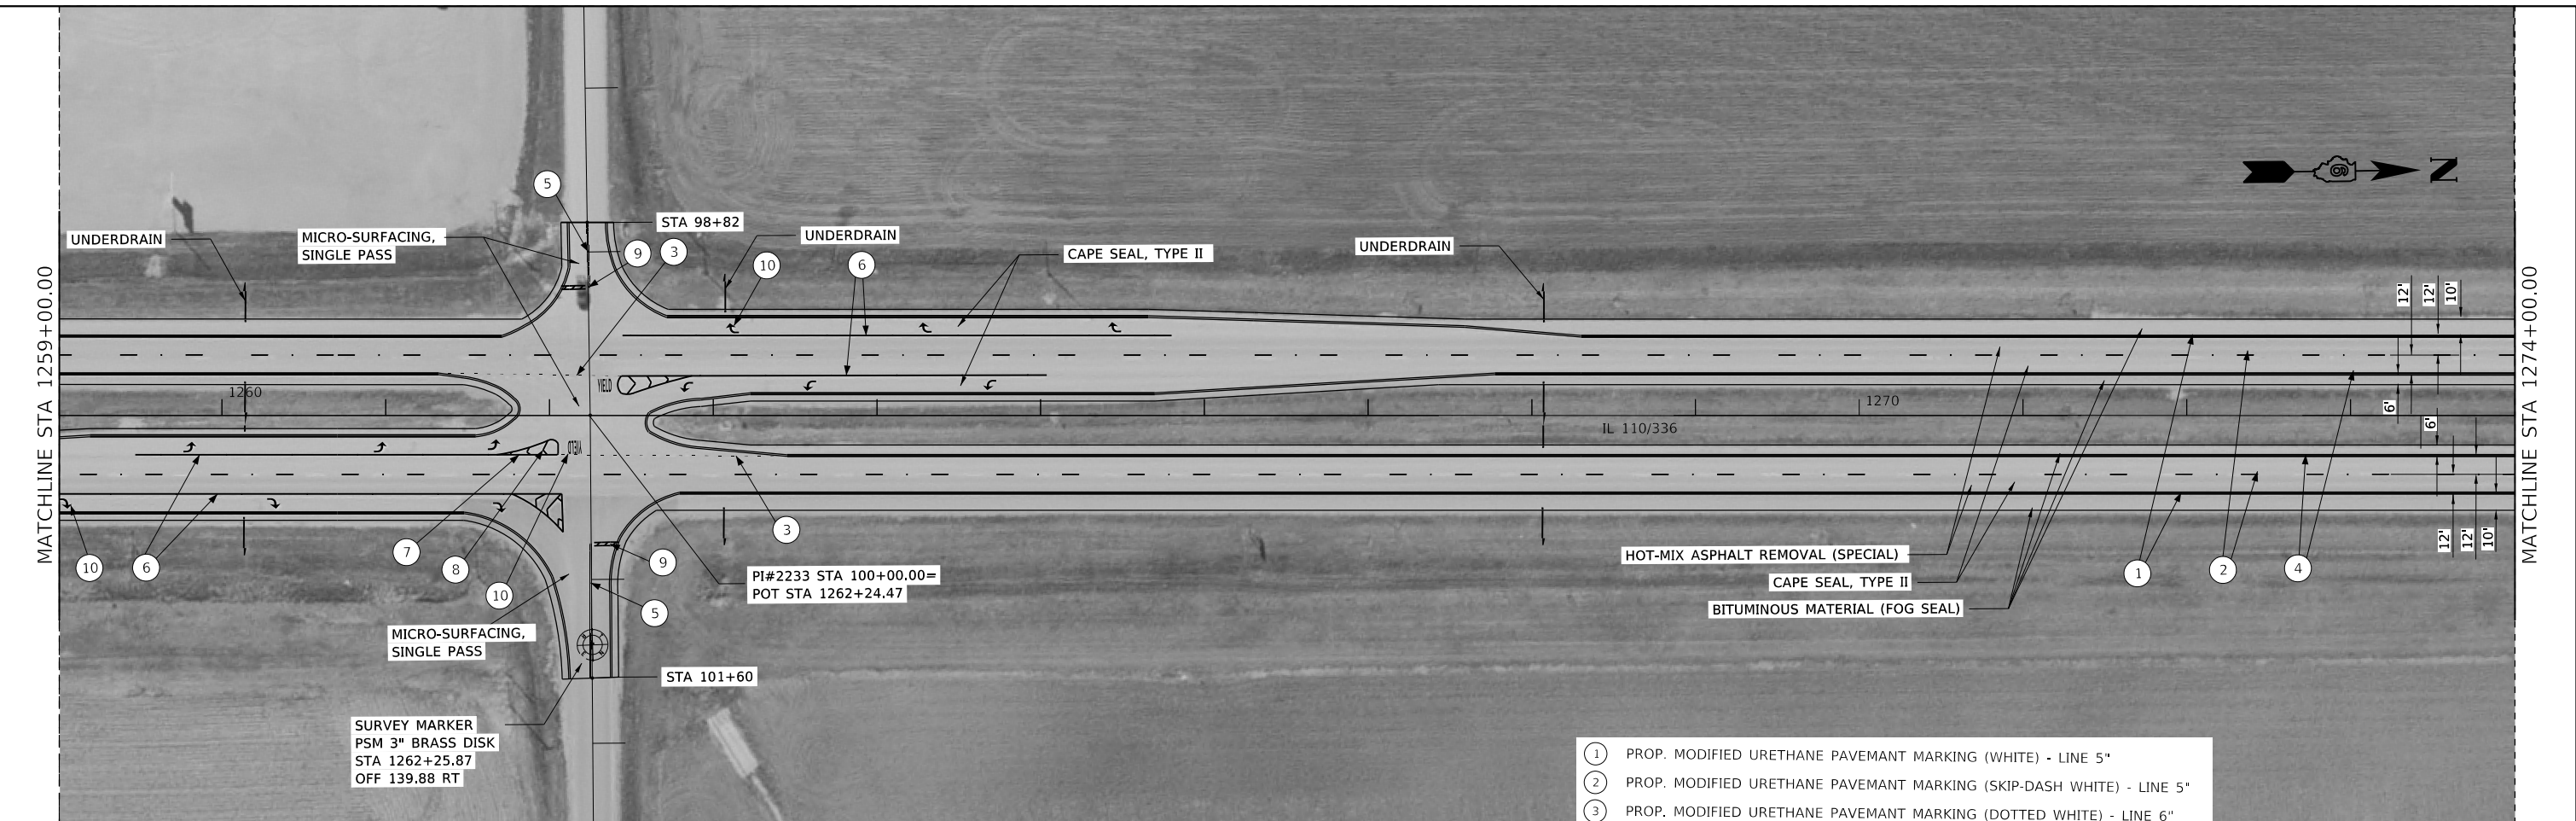 MATCHLINE STA 1259+00.00
UNDERDRAIN
MICRO-SURFACING,
SINGLE PASS
5
STA 98+82
9
3
UNDERDRAIN
10
6
CAPE SEAL, TYPE II
UNDERDRAIN
N
12'
12'
10'
MATCHLINE STA 1274+00.00
1260
YIELD
1270
6'
6'
IL 110/336
YIELD
10
6
7
8
10
3
9
5
PI#2233 STA 100+00.00=
POT STA 1262+24.47
HOT-MIX ASPHALT REMOVAL (SPECIAL)
CAPE SEAL, TYPE II
BITUMINOUS MATERIAL (FOG SEAL)
1
2
4
12'
12'
10'
MICRO-SURFACING,
SINGLE PASS
STA 101+60
SURVEY MARKER
PSM 3" BRASS DISK
STA 1262+25.87
OFF 139.88 RT
1 PROP. MODIFIED URETHANE PAVEMANT MARKING (WHITE) - LINE 5"
2 PROP. MODIFIED URETHANE PAVEMANT MARKING (SKIP-DASH WHITE) - LINE 5"
3 PROP. MODIFIED URETHANE PAVEMANT MARKING (DOTTED WHITE) - LINE 6"